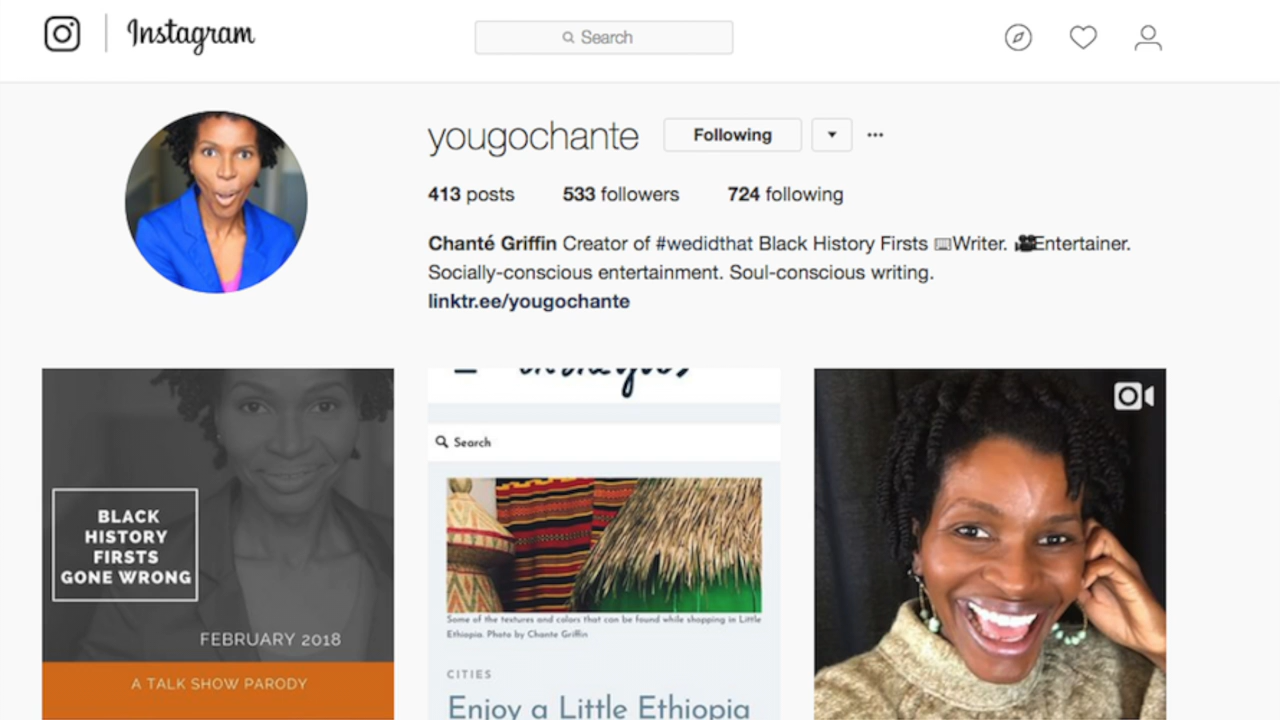 Instagram
Search
yougochante Following
413 posts 533 followers 724 following
Chanté Griffin Creator of #wedidthat Black History Firsts ⌨Writer. 🎥Entertainer.
Socially-conscious entertainment. Soul-conscious writing.
linktr.ee/yougochante
BLACK
HISTORY
FIRSTS
GONE WRONG
FEBRUARY 2018
A TALK SHOW PARODY
Search
Some of the textures and colors that can be found while shopping in Little
Ethiopia. Photo by Chante Griffin
CITIES
Enjoy a Little Ethiopia